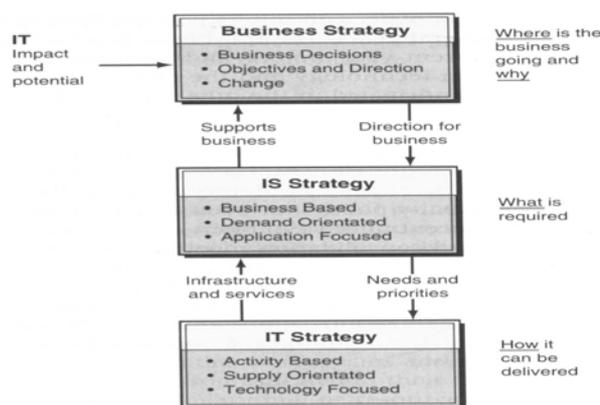 Business Strategy
• Business Decisions
• Objectives and Direction
• Change
IT
Impact
and
potential
Where is the
business
going and
why
Supports
business
Direction for
business
IS Strategy
• Business Based
• Demand Orientated
• Application Focused
What is
required
Infrastructure
and services
Needs and
priorities
IT Strategy
• Activity Based
• Supply Orientated
• Technology Focused
How it
can be
delivered